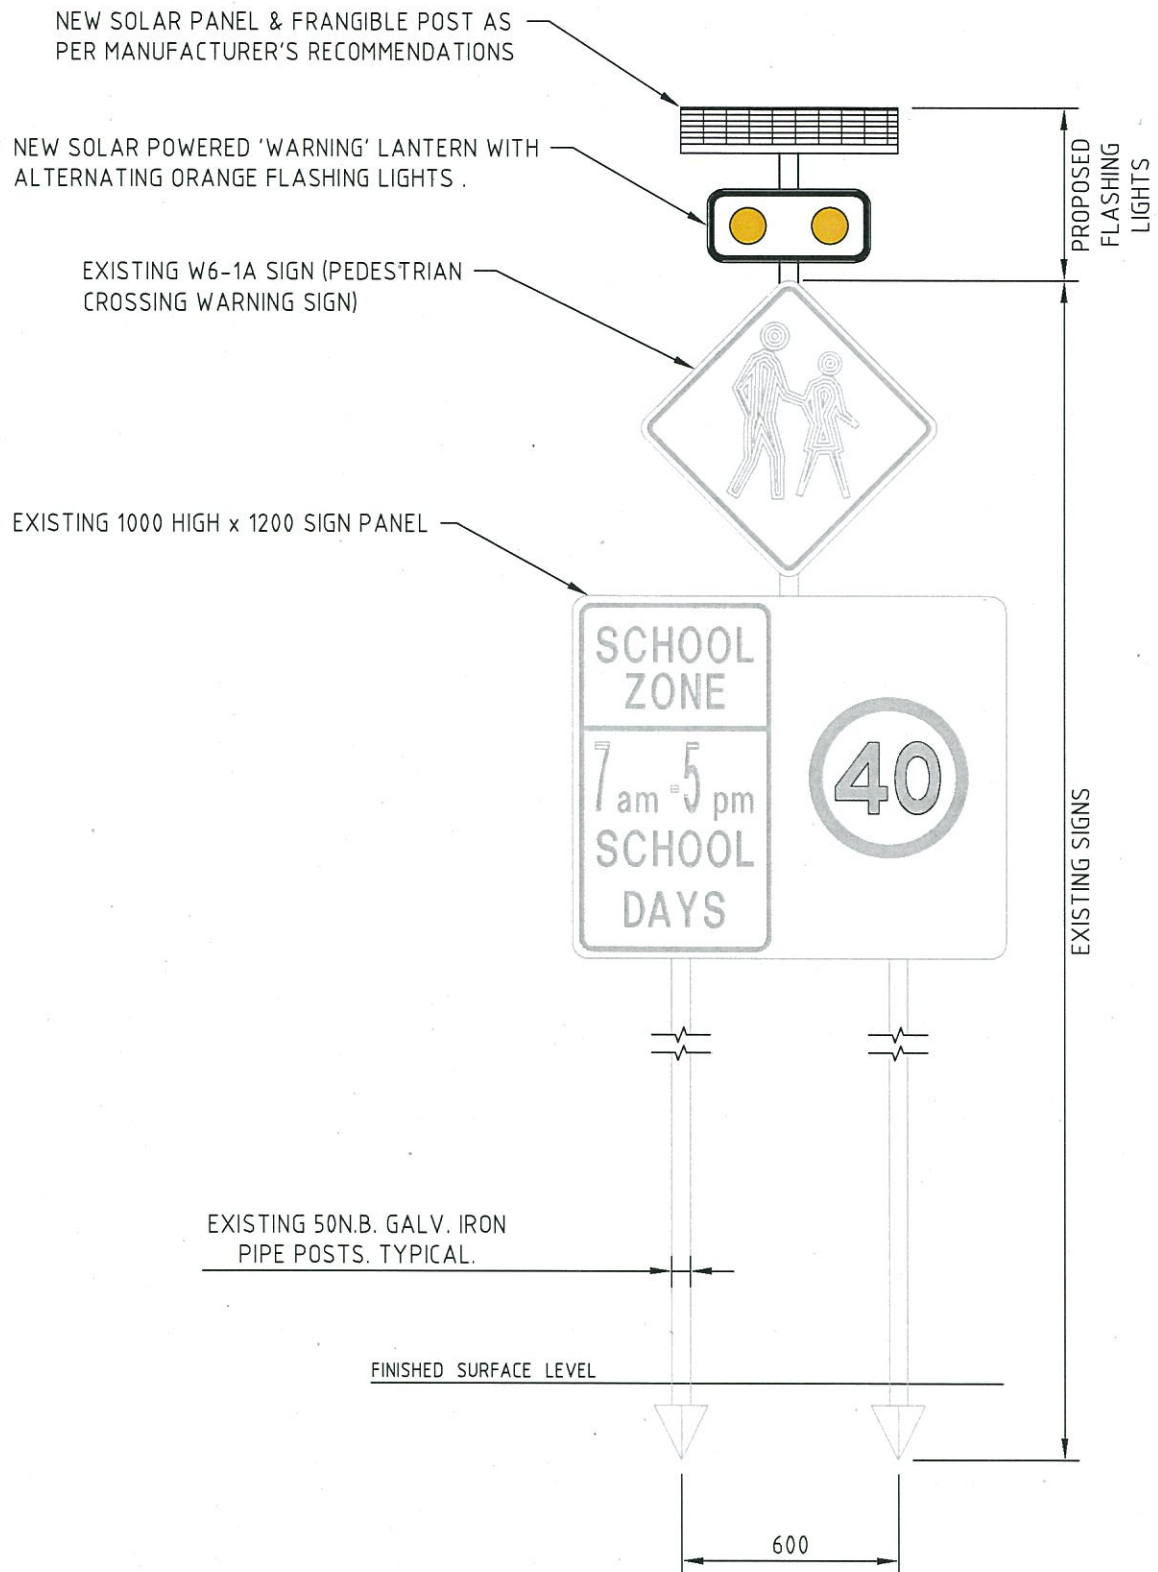 NEW SOLAR PANEL & FRANGIBLE POST AS
PER MANUFACTURER'S RECOMMENDATIONS
NEW SOLAR POWERED 'WARNING' LANTERN WITH
ALTERNATING ORANGE FLASHING LIGHTS .
PROPOSED
FLASHING
LIGHTS
EXISTING W6-1A SIGN (PEDESTRIAN
CROSSING WARNING SIGN)
EXISTING 1000 HIGH x 1200 SIGN PANEL
SCHOOL
ZONE
7 am - 5 pm
SCHOOL
DAYS
40
EXISTING SIGNS
EXISTING 50N.B. GALV. IRON
PIPE POSTS. TYPICAL.
FINISHED SURFACE LEVEL
600